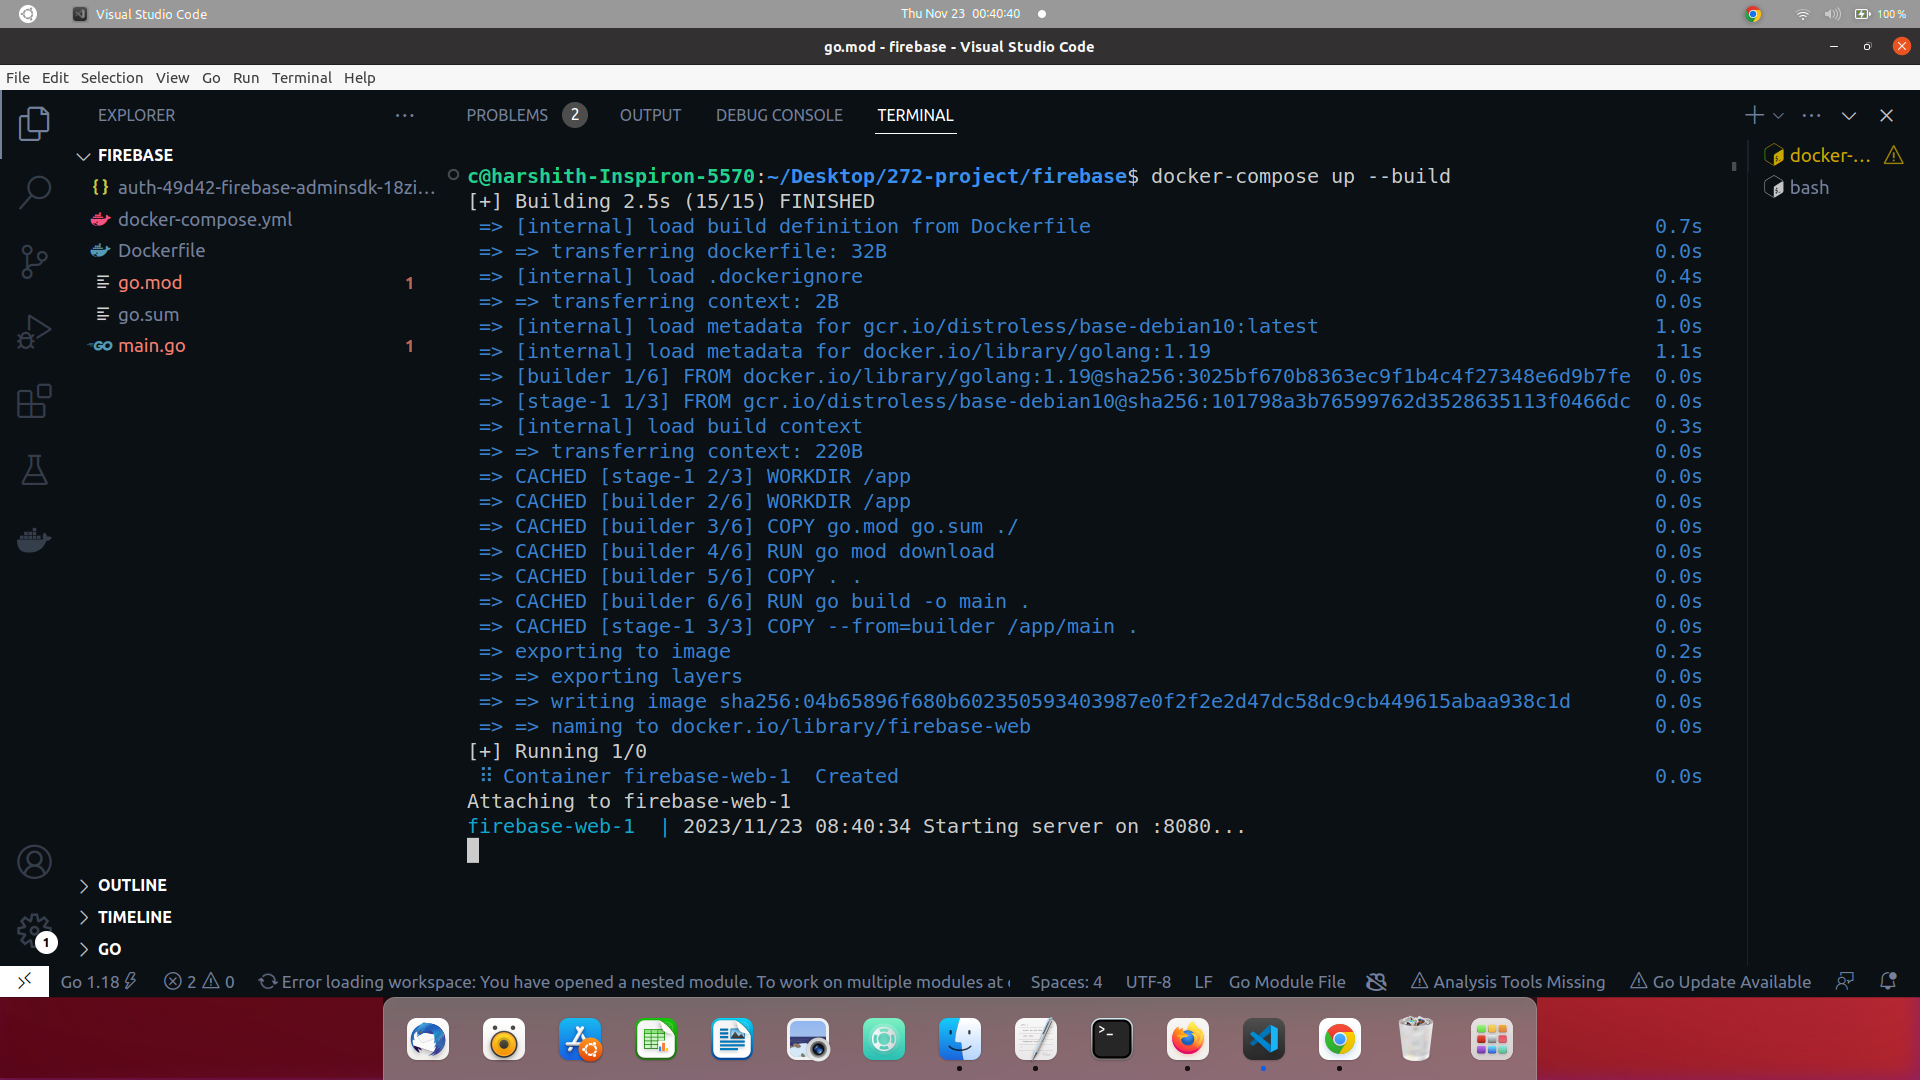 Visual Studio Code
Thu Nov 23 00:40:40
100 %
go.mod - firebase - Visual Studio Code
File Edit Selection View Go Run Terminal Help
EXPLORER
FIREBASE
{} auth-49d42-firebase-adminsdk-18zi...
docker-compose.yml
Dockerfile
go.mod 1
go.sum
GO main.go 1
OUTLINE
TIMELINE
GO
1
PROBLEMS 2 OUTPUT DEBUG CONSOLE TERMINAL
c@harshith-Inspiron-5570:~/Desktop/272-project/firebase$ docker-compose up --build
[+] Building 2.5s (15/15) FINISHED
=> [internal] load build definition from Dockerfile 0.7s
=> => transferring dockerfile: 32B 0.0s
=> [internal] load .dockerignore 0.4s
=> => transferring context: 2B 0.0s
=> [internal] load metadata for gcr.io/distroless/base-debian10:latest 1.0s
=> [internal] load metadata for docker.io/library/golang:1.19 1.1s
=> [builder 1/6] FROM docker.io/library/golang:1.19@sha256:3025bf670b8363ec9f1b4c4f27348e6d9b7fe 0.0s
=> [stage-1 1/3] FROM gcr.io/distroless/base-debian10@sha256:101798a3b76599762d3528635113f0466dc 0.0s
=> [internal] load build context 0.3s
=> => transferring context: 220B 0.0s
=> CACHED [stage-1 2/3] WORKDIR /app 0.0s
=> CACHED [builder 2/6] WORKDIR /app 0.0s
=> CACHED [builder 3/6] COPY go.mod go.sum ./ 0.0s
=> CACHED [builder 4/6] RUN go mod download 0.0s
=> CACHED [builder 5/6] COPY . . 0.0s
=> CACHED [builder 6/6] RUN go build -o main . 0.0s
=> CACHED [stage-1 3/3] COPY --from=builder /app/main . 0.0s
=> exporting to image 0.2s
=> => exporting layers 0.0s
=> => writing image sha256:04b65896f680b602350593403987e0f2f2e2d47dc58dc9cb449615abaa938c1d 0.0s
=> => naming to docker.io/library/firebase-web 0.0s
[+] Running 1/0
⠿ Container firebase-web-1 Created 0.0s
Attaching to firebase-web-1
firebase-web-1 | 2023/11/23 08:40:34 Starting server on :8080...
docker-...
bash
Go 1.18 2 0 Error loading workspace: You have opened a nested module. To work on multiple modules at Spaces: 4 UTF-8 LF Go Module File Analysis Tools Missing Go Update Available